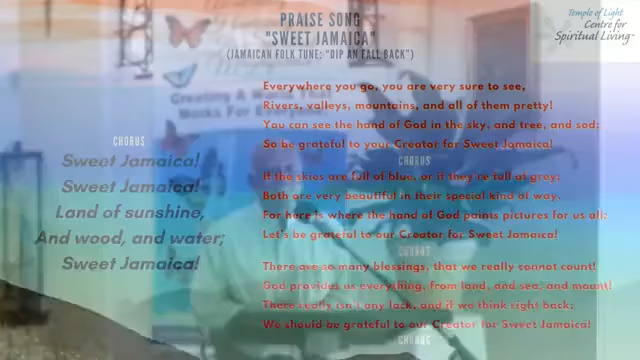 PRAISE SONG
"SWEET JAMAICA"
(JAMAICAN FOLK TUNE: "DIP AN FALL BACK")
Temple of Light
Centre for
Spiritual Living
Creating A World That
Works For Everyone
CHORUS
Sweet Jamaica!
Sweet Jamaica!
Land of sunshine,
And wood, and water;
Sweet Jamaica!
Everywhere you go, you are very sure to see,
Rivers, valleys, mountains, and all of them pretty!
You can see the hand of God in the sky, and tree, and sod;
So be grateful to your Creator for Sweet Jamaica!
CHORUS
If the skies are full of blue, or if they're full of grey;
Both are very beautiful in their special kind of way.
For here is where the hand of God paints pictures for us all;
Let's be grateful to our Creator for Sweet Jamaica!
CHORUS
There are so many blessings, that we really cannot count!
God provides us everything, from land, and sea, and mount!
There really isn't any lack, and if we think right back;
We should be grateful to our Creator for Sweet Jamaica!
CHORUS